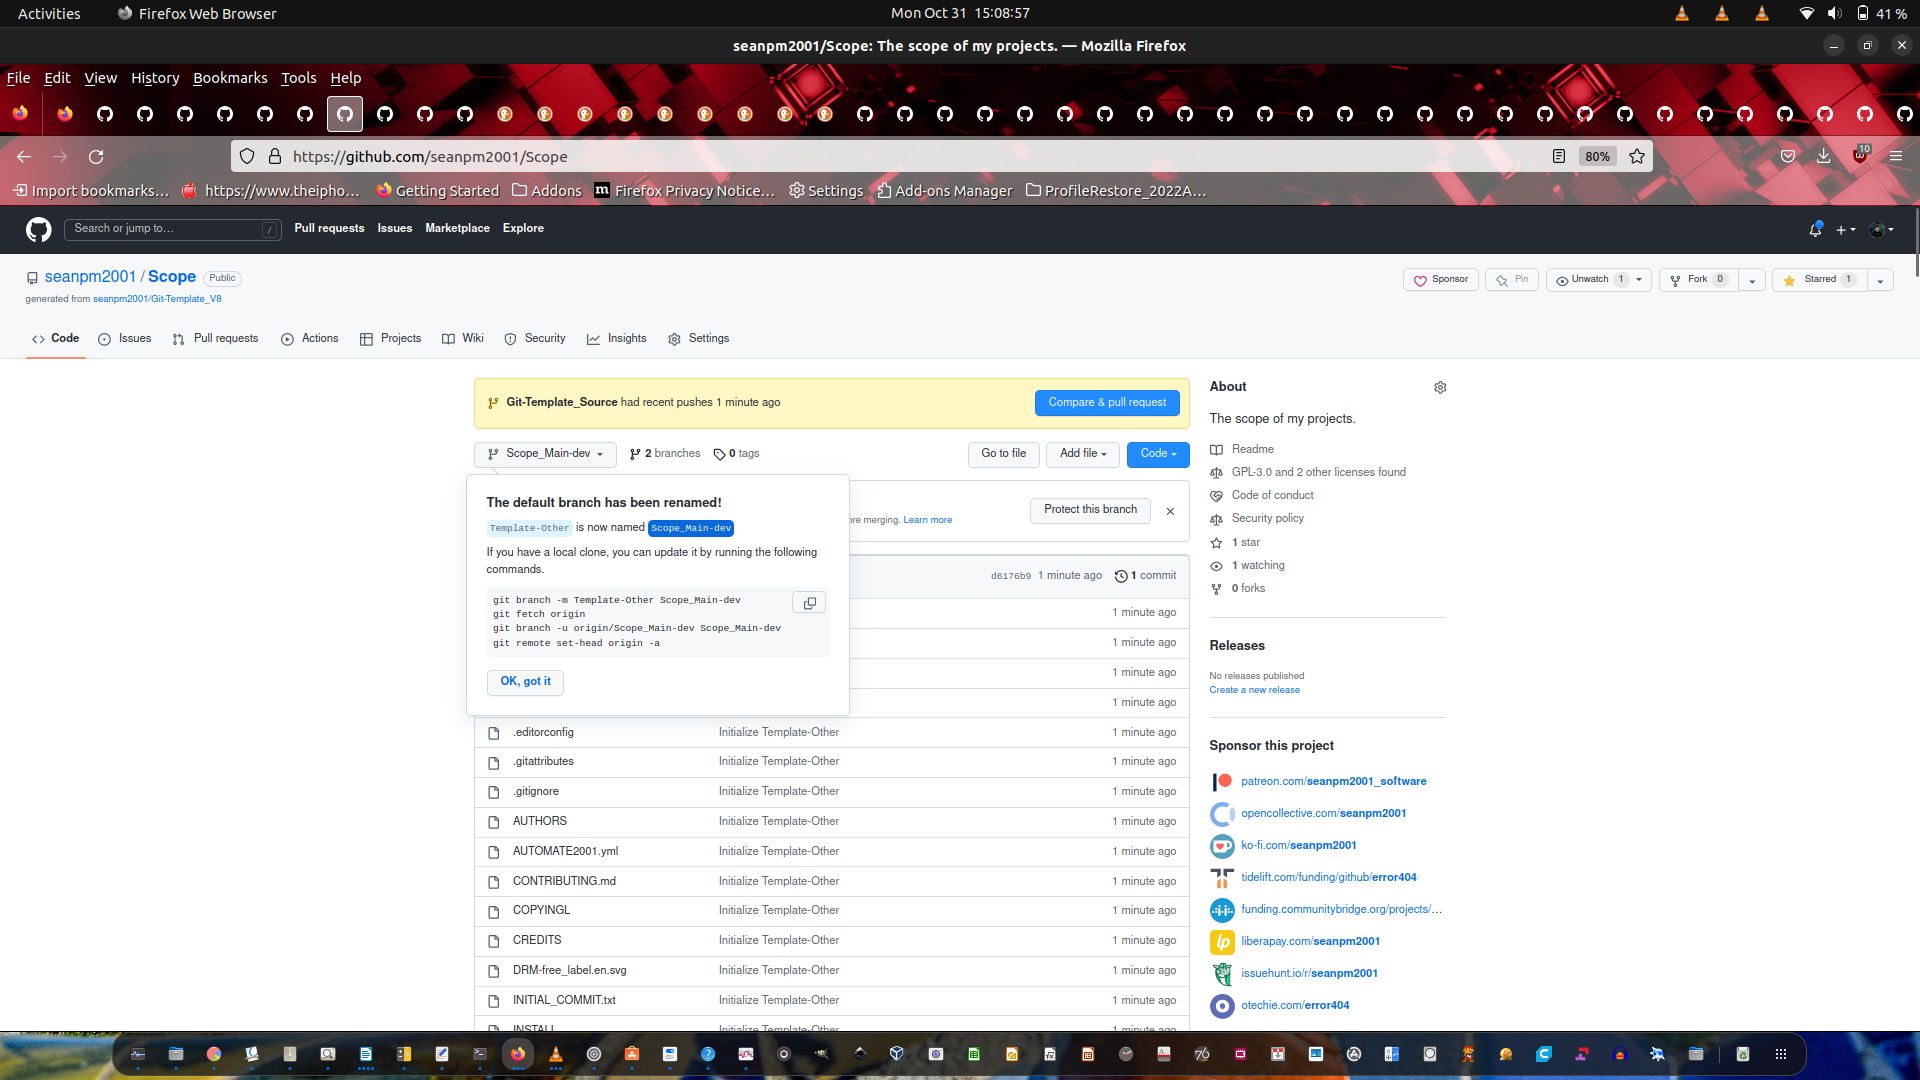 Activities Firefox Web Browser Mon Oct 31 15:08:57 41 %
seanpm2001/Scope: The scope of my projects. — Mozilla Firefox
File Edit View History Bookmarks Tools Help
https://github.com/seanpm2001/Scope 80% 10
Import bookmarks… https://www.theipho… Getting Started Addons Firefox Privacy Notice… Settings Add-ons Manager ProfileRestore_2022A…
Search or jump to… / Pull requests Issues Marketplace Explore
seanpm2001 / Scope Public Sponsor Pin Unwatch 1 Fork 0 Starred 1
generated from seanpm2001/Git-Template_V8
Code Issues Pull requests Actions Projects Wiki Security Insights Settings
Git-Template_Source had recent pushes 1 minute ago Compare & pull request
Scope_Main-dev 2 branches 0 tags Go to file Add file Code
The default branch has been renamed!
Template-Other is now named Scope_Main-dev
If you have a local clone, you can update it by running the following
commands.
git branch -m Template-Other Scope_Main-dev
git fetch origin
git branch -u origin/Scope_Main-dev Scope_Main-dev
git remote set-head origin -a
OK, got it
Protect this branch
ore merging. Learn more
d6176b9 1 minute ago 1 commit
1 minute ago
1 minute ago
1 minute ago
1 minute ago
.editorconfig Initialize Template-Other 1 minute ago
.gitattributes Initialize Template-Other 1 minute ago
.gitignore Initialize Template-Other 1 minute ago
AUTHORS Initialize Template-Other 1 minute ago
AUTOMATE2001.yml Initialize Template-Other 1 minute ago
CONTRIBUTING.md Initialize Template-Other 1 minute ago
COPYINGL Initialize Template-Other 1 minute ago
CREDITS Initialize Template-Other 1 minute ago
DRM-free_label.en.svg Initialize Template-Other 1 minute ago
INITIAL_COMMIT.txt Initialize Template-Other 1 minute ago
INSTALL Initialize Template-Other 1 minute ago
About
The scope of my projects.
Readme
GPL-3.0 and 2 other licenses found
Code of conduct
Security policy
1 star
1 watching
0 forks
Releases
No releases published
Create a new release
Sponsor this project
patreon.com/seanpm2001_software
opencollective.com/seanpm2001
ko-fi.com/seanpm2001
tidelift.com/funding/github/error404
funding.communitybridge.org/projects/…
liberapay.com/seanpm2001
issuehunt.io/r/seanpm2001
otechie.com/error404